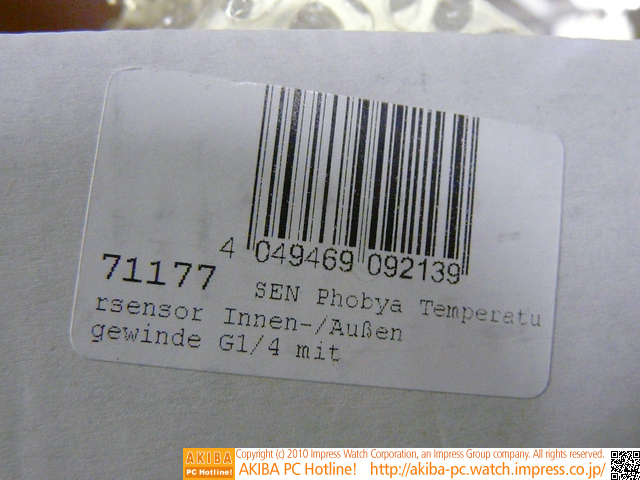 4 049469 092139
71177
SEN Phobya Temperatu
rsensor Innen-/Außen
gewinde G1/4 mit
AKIBA
PC Hotline!
Copyright (c) 2010 Impress Watch Corporation, an Impress Group company. All rights reserved.
AKIBA PC Hotline! http://akiba-pc.watch.impress.co.jp/